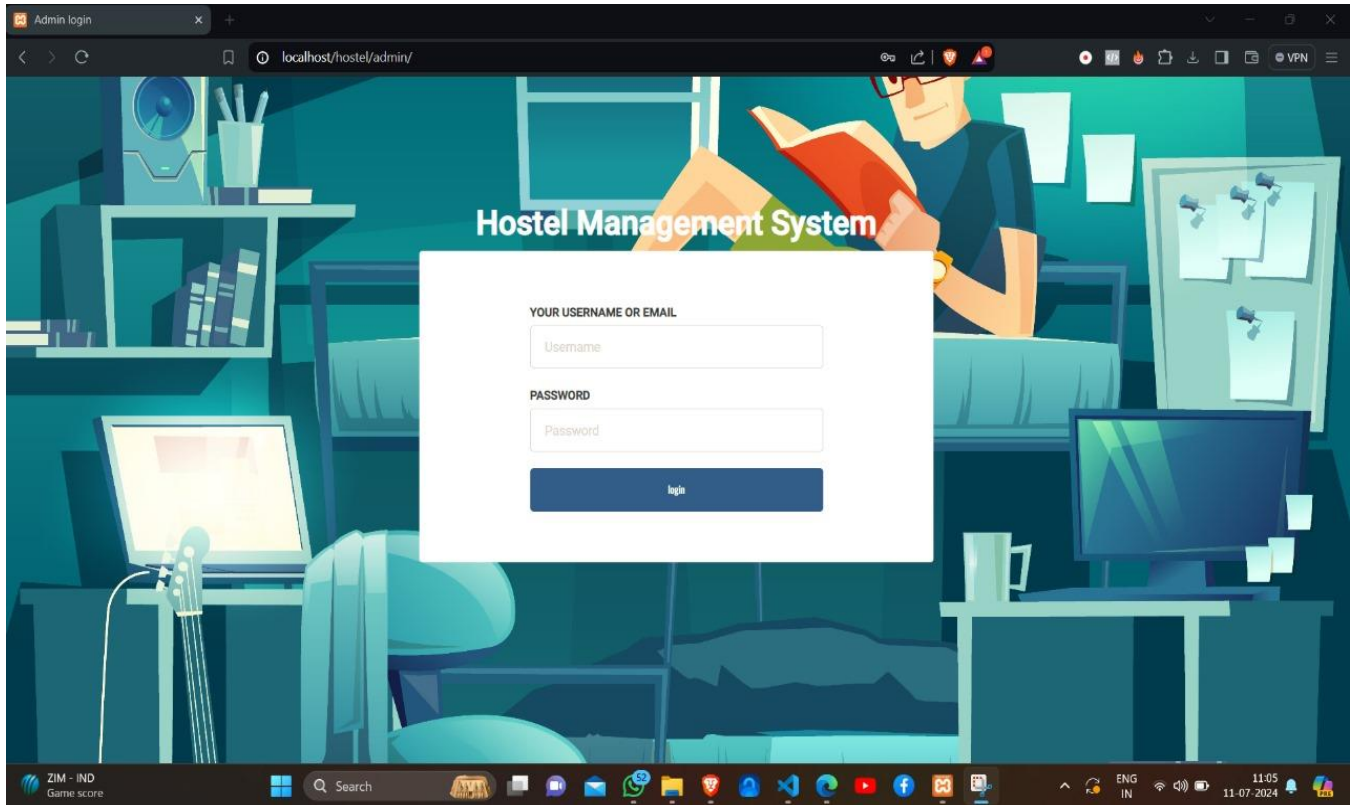 Admin login
localhost/hostel/admin/
VPN
Hostel Management System
YOUR USERNAME OR EMAIL
Username
PASSWORD
Password
login
ZIM - IND
Game score
Search
52
ENG
IN
11:05
11-07-2024
PRE